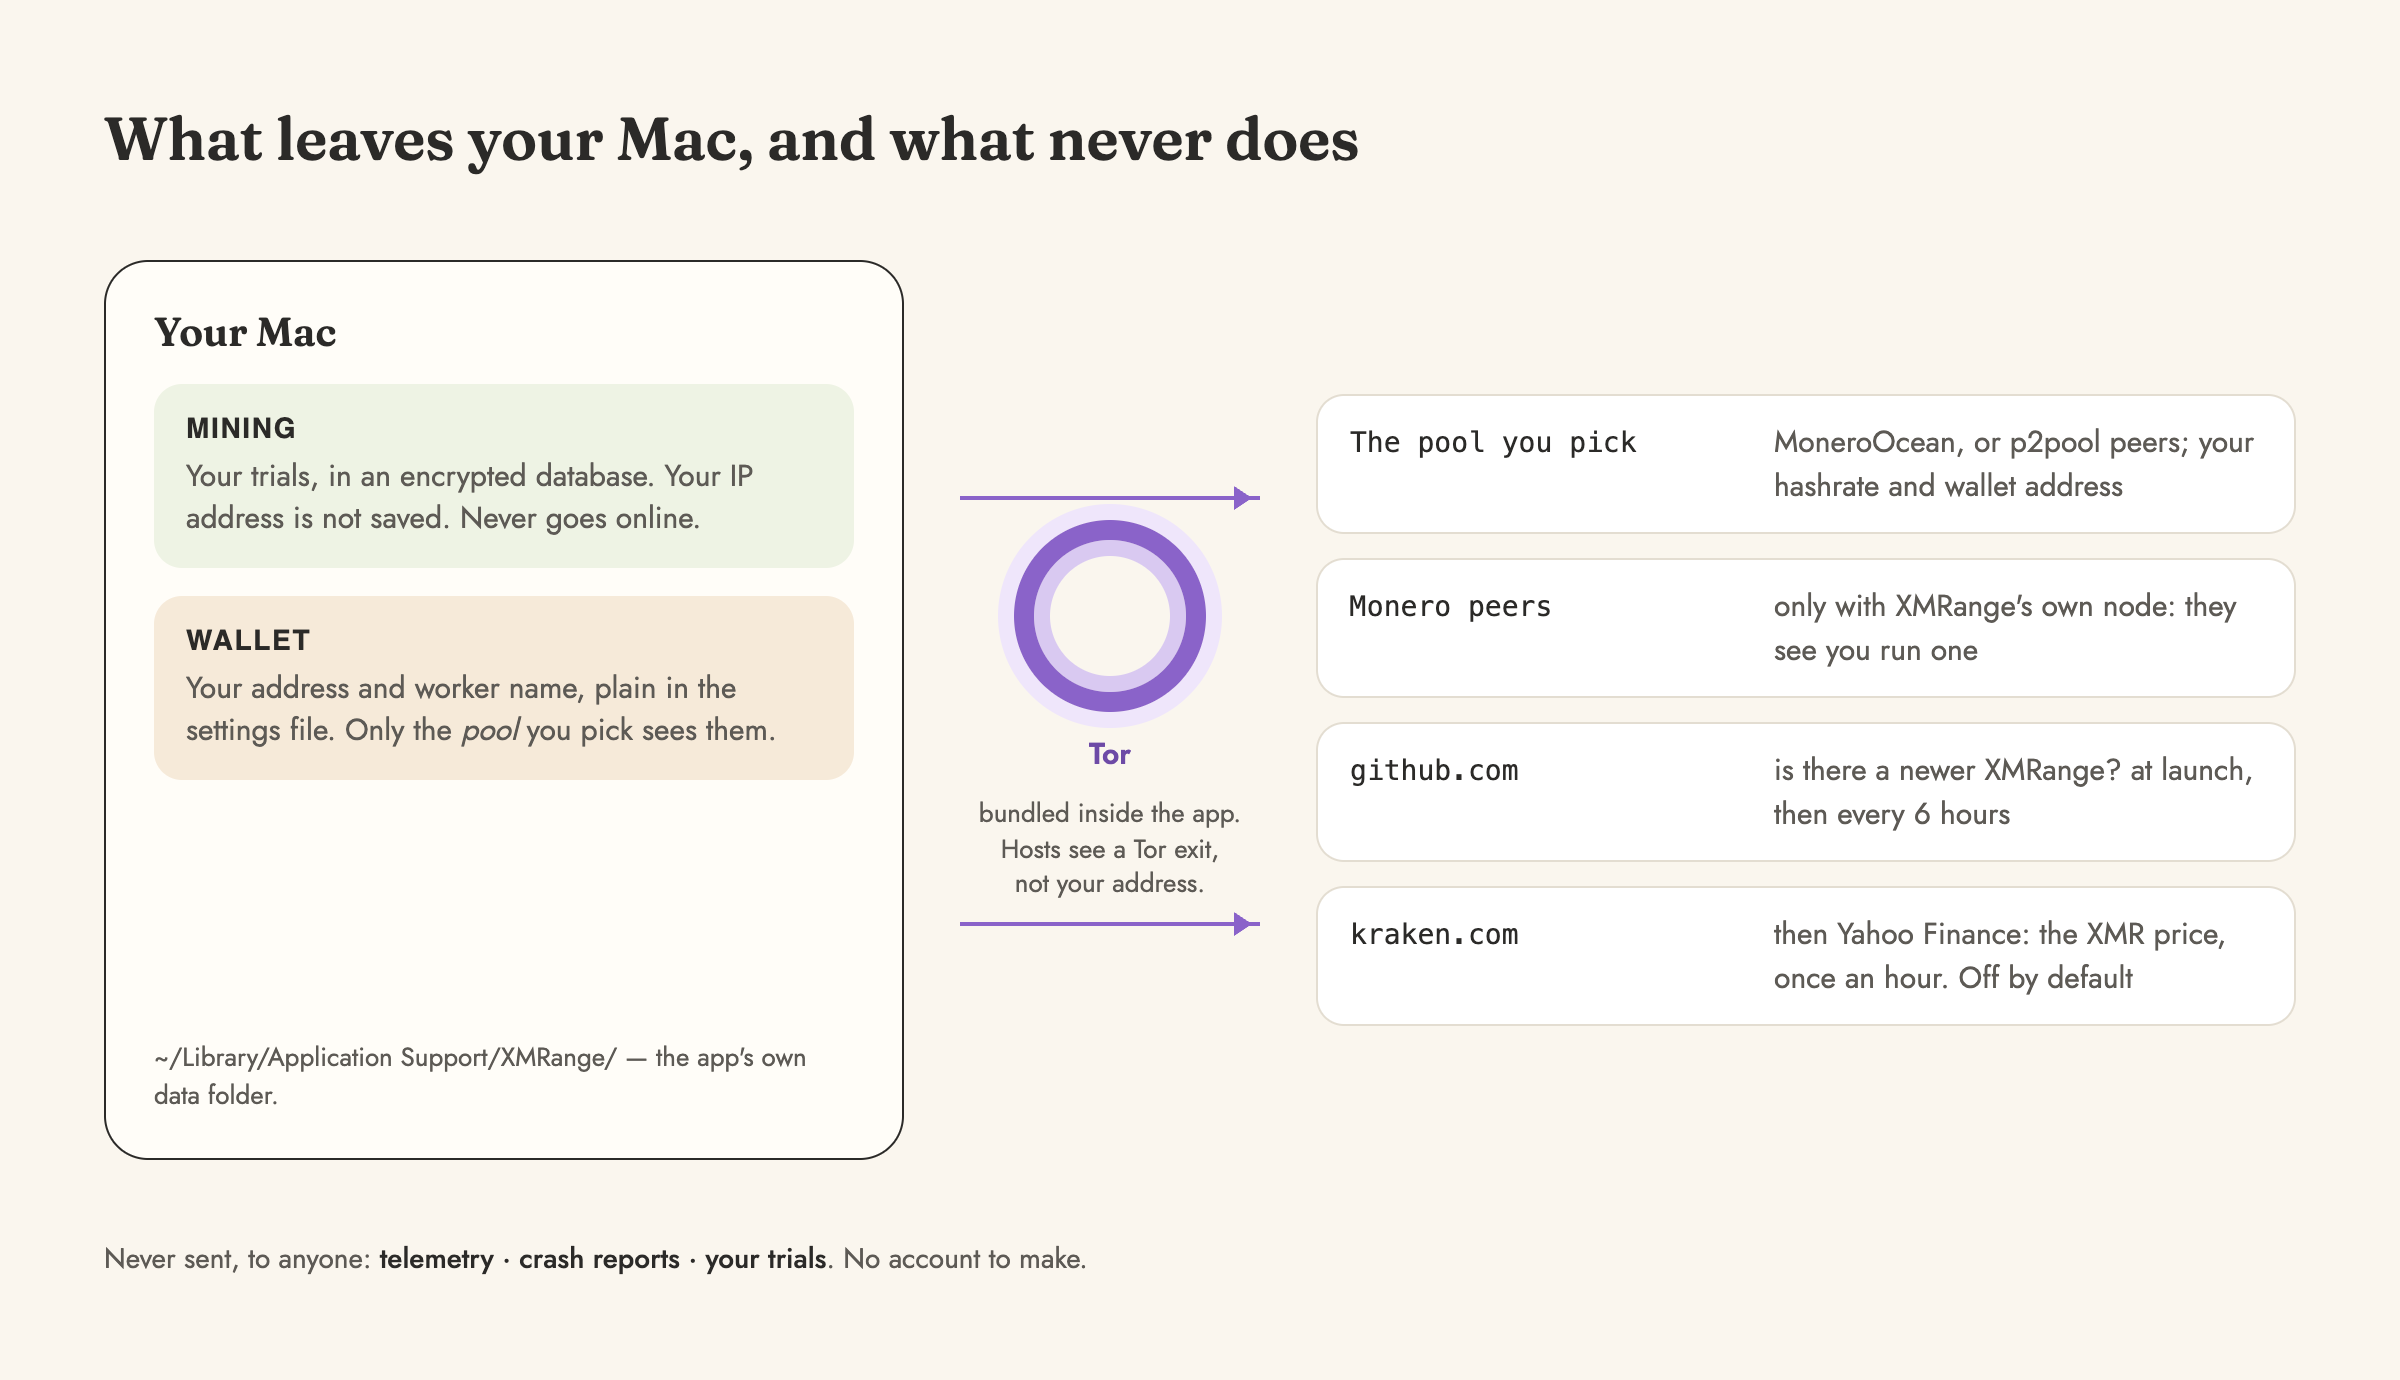 What leaves your Mac, and what never does
Your Mac
MINING
Your trials, in an encrypted database. Your IP
address is not saved. Never goes online.
WALLET
Your address and worker name, plain in the
settings file. Only the pool you pick sees them.
~/Library/Application Support/XMRange/ — the app's own
data folder.
Tor
bundled inside the app.
Hosts see a Tor exit,
not your address.
The pool you pick
MoneroOcean, or p2pool peers; your
hashrate and wallet address
Monero peers
only with XMRange's own node: they
see you run one
github.com
is there a newer XMRange? at launch,
then every 6 hours
kraken.com
then Yahoo Finance: the XMR price,
once an hour. Off by default
Never sent, to anyone: telemetry · crash reports · your trials. No account to make.